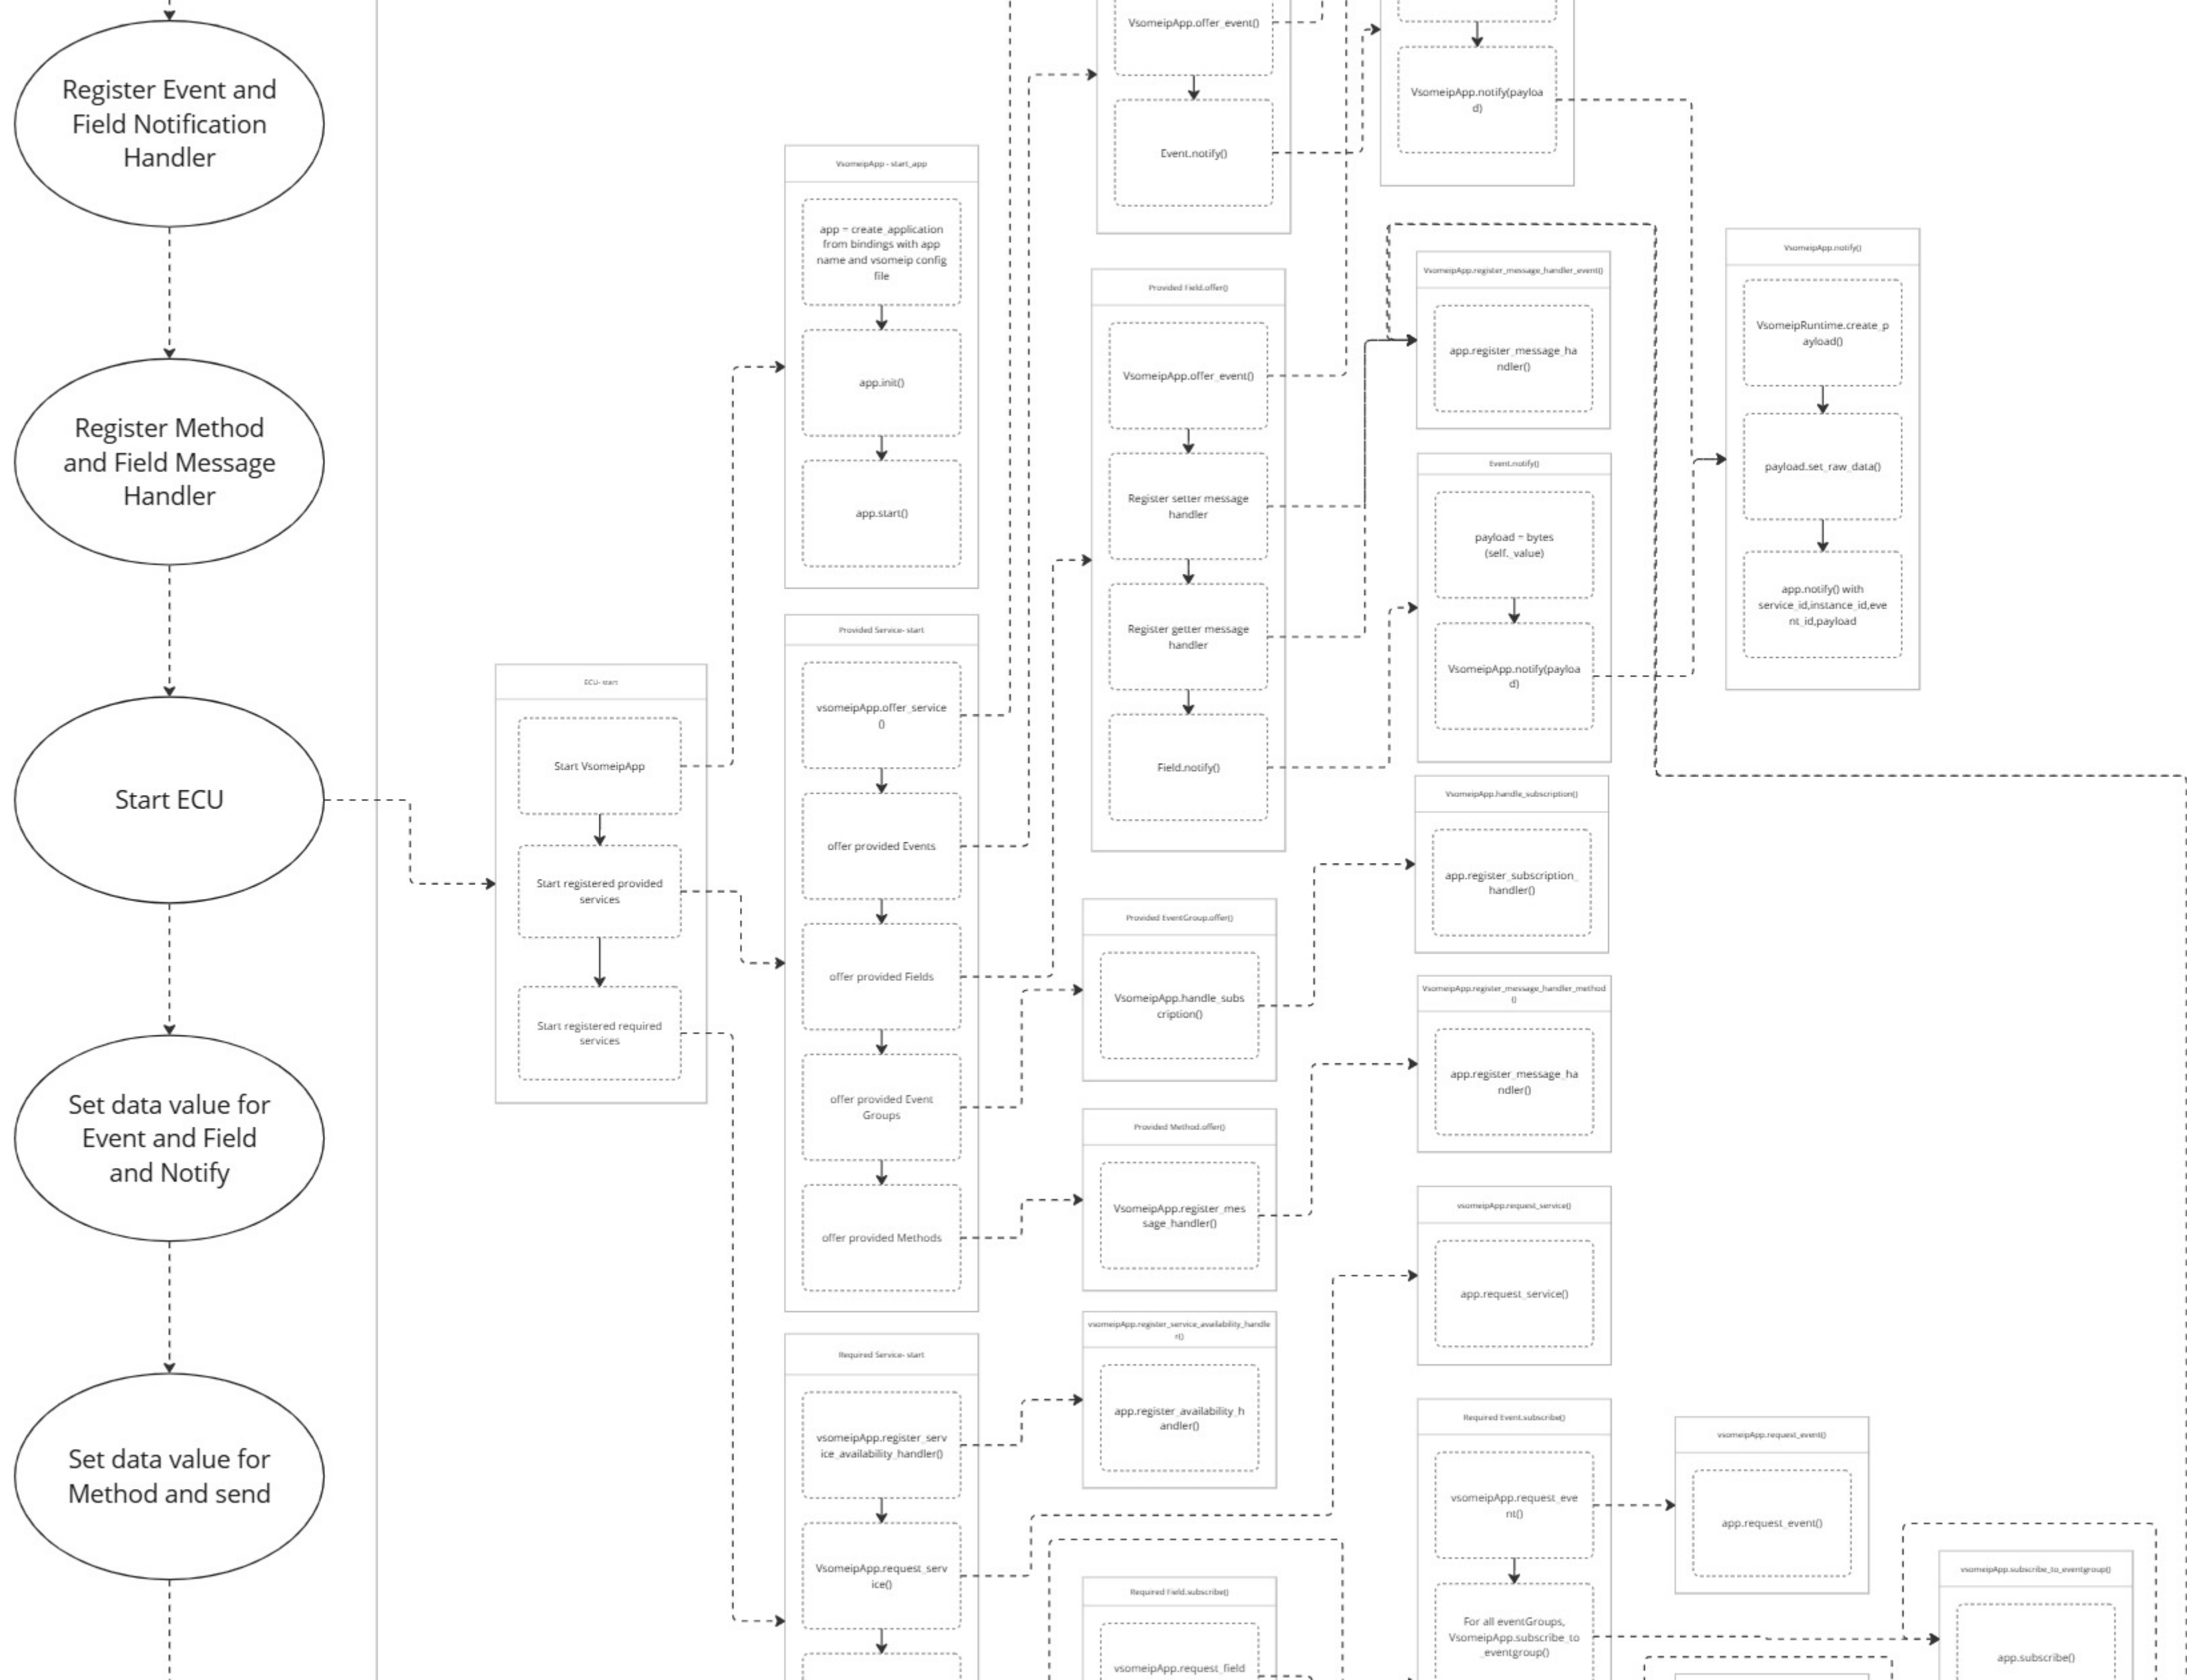 Register Event and
Field Notification
Handler
Register Method
and Field Message
Handler
Start ECU
Set data value for
Event and Field
and Notify
Set data value for
Method and send
ECU- start
Start VsomeipApp
Start registered provided
services
Start registered required
services
VsomeipApp - start_app
app = create_application
from bindings with app
name and vsomeip config
file
app.init()
app.start()
Provided Service- start
vsomeipApp.offer_service
()
offer provided Events
offer provided Fields
offer provided Event
Groups
offer provided Methods
Required Service- start
vsomeipApp.register_serv
ice_availability_handler()
VsomeipApp.request_serv
ice()
VsomeipApp.offer_event()
Event.notify()
Provided Field.offer()
VsomeipApp.offer_event()
Register setter message
handler
Register getter message
handler
Field.notify()
Provided EventGroup.offer()
VsomeipApp.handle_subs
cription()
Provided Method.offer()
VsomeipApp.register_mes
sage_handler()
vsomeipApp.register_service_availability_handle
r()
app.register_availability_h
andler()
Required Field.subscribe()
vsomeipApp.request_field
VsomeipApp.notify(payloa
d)
VsomeipApp.register_message_handler_event()
app.register_message_ha
ndler()
Event.notify()
payload = bytes
(self._value)
VsomeipApp.notify(payloa
d)
VsomeipApp.handle_subscription()
app.register_subscription_
handler()
VsomeipApp.register_message_handler_method
()
app.register_message_ha
ndler()
vsomeipApp.request_service()
app.request_service()
Required Event.subscribe()
vsomeipApp.request_eve
nt()
For all eventGroups,
VsomeipApp.subscribe_to
_eventgroup()
VsomeipApp.notify()
VsomeipRuntime.create_p
ayload()
payload.set_raw_data()
app.notify() with
service_id,instance_id,eve
nt_id,payload
vsomeipApp.request_event()
app.request_event()
vsomeipApp.subscribe_to_eventgroup()
app.subscribe()